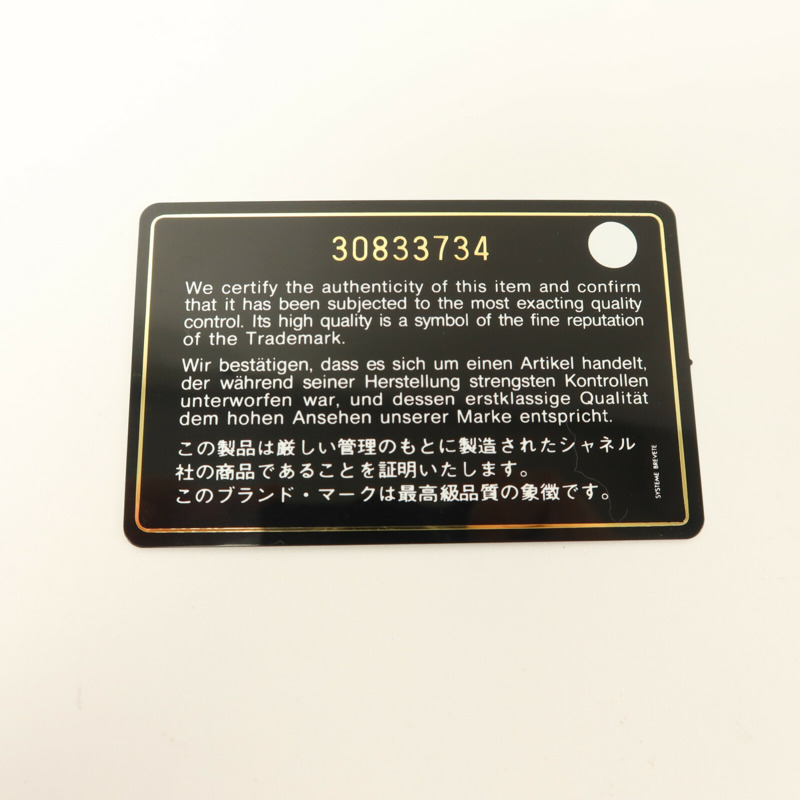 30833734
We certify the authenticity of this item and confirm
that it has been subjected to the most exacting quality
control. Its high quality is a symbol of the fine reputation
of the Trademark.
Wir bestätigen, dass es sich um einen Artikel handelt,
der während seiner Herstellung strengsten Kontrollen
unterworfen war, und dessen erstklassige Qualität
dem hohen Ansehen unserer Marke entspricht.
この製品は厳しい管理のもとに製造されたシャネル
社の商品であることを証明いたします。
このブランド・マークは最高級品質の象徴です。
SYSTEME BREVETE